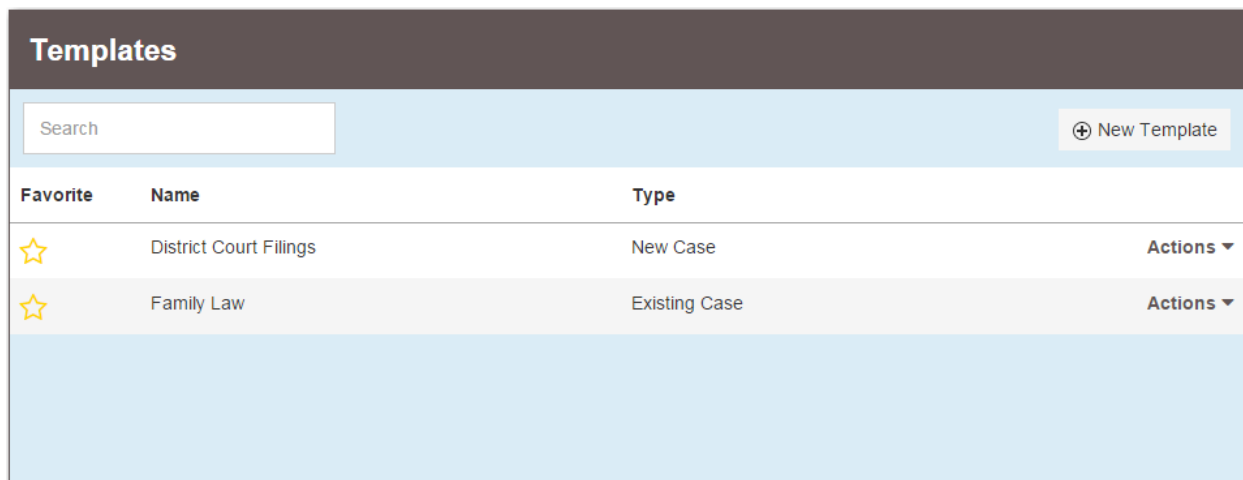 Templates
Search
New Template
Favorite Name Type
District Court Filings New Case Actions
Family Law Existing Case Actions